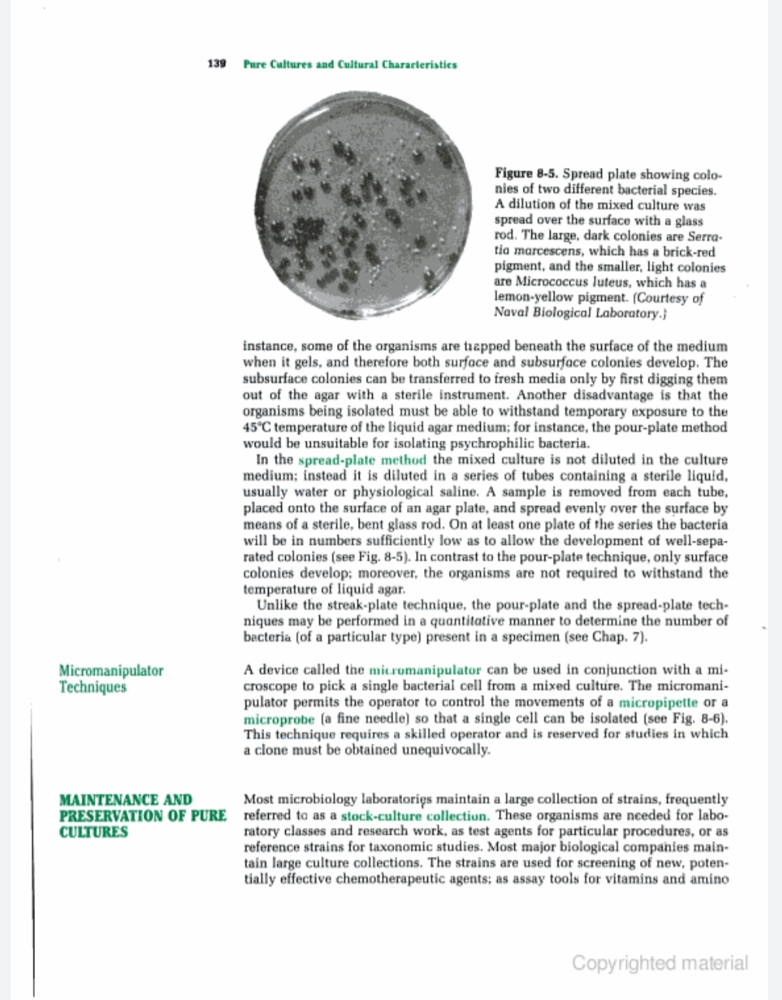 139 Pure Cultures and Cultural Characteristics
Figure 8-5. Spread plate showing colo-
nies of two different bacterial species.
A dilution of the mixed culture was
spread over the surface with a glass
rod. The large, dark colonies are Serra-
tia marcescens, which has a brick-red
pigment, and the smaller, light colonies
are Micrococcus luteus, which has a
lemon-yellow pigment. (Courtesy of
Naval Biological Laboratory.)
instance, some of the organisms are trapped beneath the surface of the medium
when it gels, and therefore both surface and subsurface colonies develop. The
subsurface colonies can be transferred to fresh media only by first digging them
out of the agar with a sterile instrument. Another disadvantage is that the
organisms being isolated must be able to withstand temporary exposure to the
45°C temperature of the liquid agar medium; for instance, the pour-plate method
would be unsuitable for isolating psychrophilic bacteria.
In the spread-plate method the mixed culture is not diluted in the culture
medium; instead it is diluted in a series of tubes containing a sterile liquid,
usually water or physiological saline. A sample is removed from each tube,
placed onto the surface of an agar plate, and spread evenly over the surface by
means of a sterile, bent glass rod. On at least one plate of the series the bacteria
will be in numbers sufficiently low as to allow the development of well-sepa-
rated colonies (see Fig. 8-5). In contrast to the pour-plate technique, only surface
colonies develop; moreover, the organisms are not required to withstand the
temperature of liquid agar.
Unlike the streak-plate technique, the pour-plate and the spread-plate tech-
niques may be performed in a quantitative manner to determine the number of
bacteria (of a particular type) present in a specimen (see Chap. 7).
Micromanipulator
Techniques
A device called the micromanipulator can be used in conjunction with a mi-
croscope to pick a single bacterial cell from a mixed culture. The micromani-
pulator permits the operator to control the movements of a micropipette or a
microprobe (a fine needle) so that a single cell can be isolated (see Fig. 8-6).
This technique requires a skilled operator and is reserved for studies in which
a clone must be obtained unequivocally.
MAINTENANCE AND
PRESERVATION OF PURE
CULTURES
Most microbiology laboratories maintain a large collection of strains, frequently
referred to as a stock-culture collection. These organisms are needed for labo-
ratory classes and research work, as test agents for particular procedures, or as
reference strains for taxonomic studies. Most major biological companies main-
tain large culture collections. The strains are used for screening of new, poten-
tially effective chemotherapeutic agents; as assay tools for vitamins and amino
Copyrighted material